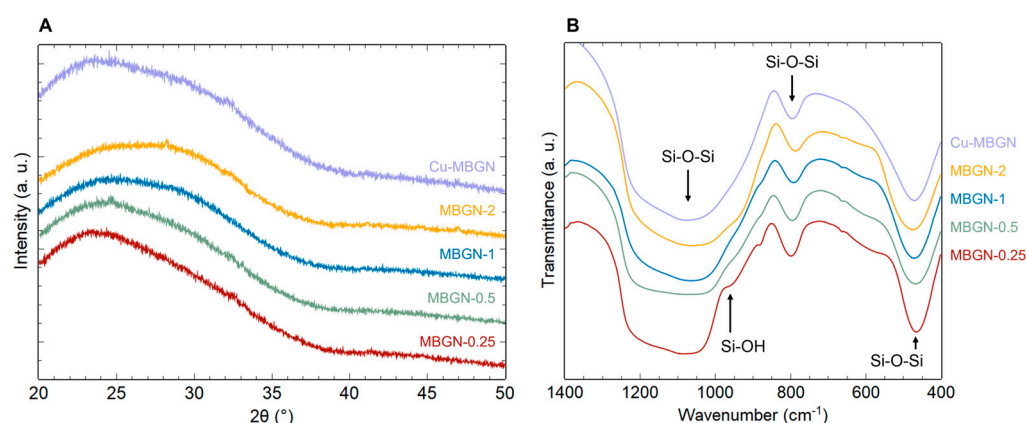 A
Intensity (a. u.)
Cu-MBGN
MBGN-2
MBGN-1
MBGN-0.5
MBGN-0.25
20 25 30 35 40 45 50
2θ (°)
B
Transmittance (a. u.)
Si-O-Si
Si-O-Si
Si-OH
Si-O-Si
Cu-MBGN
MBGN-2
MBGN-1
MBGN-0.5
MBGN-0.25
1400 1200 1000 800 600 400
Wavenumber (cm⁻¹)